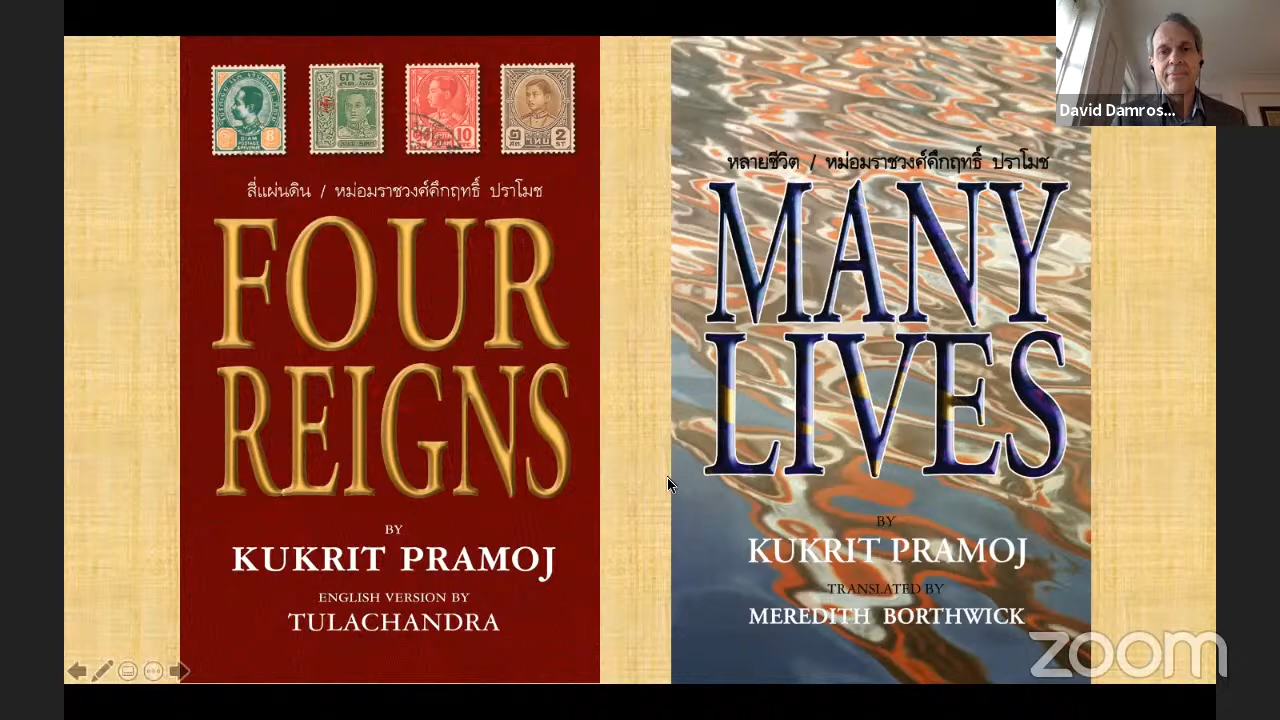 สี่แผ่นดิน / หม่อมราชวงศ์คึกฤทธิ์ ปราโมช
FOUR
REIGNS
BY
KUKRIT PRAMOJ
ENGLISH VERSION BY
TULACHANDRA
หลายชีวิต / หม่อมราชวงศ์คึกฤทธิ์ ปราโมช
MANY
LIVES
BY
KUKRIT PRAMOJ
TRANSLATED BY
MEREDITH BORTHWICK
David Damros...
zoom